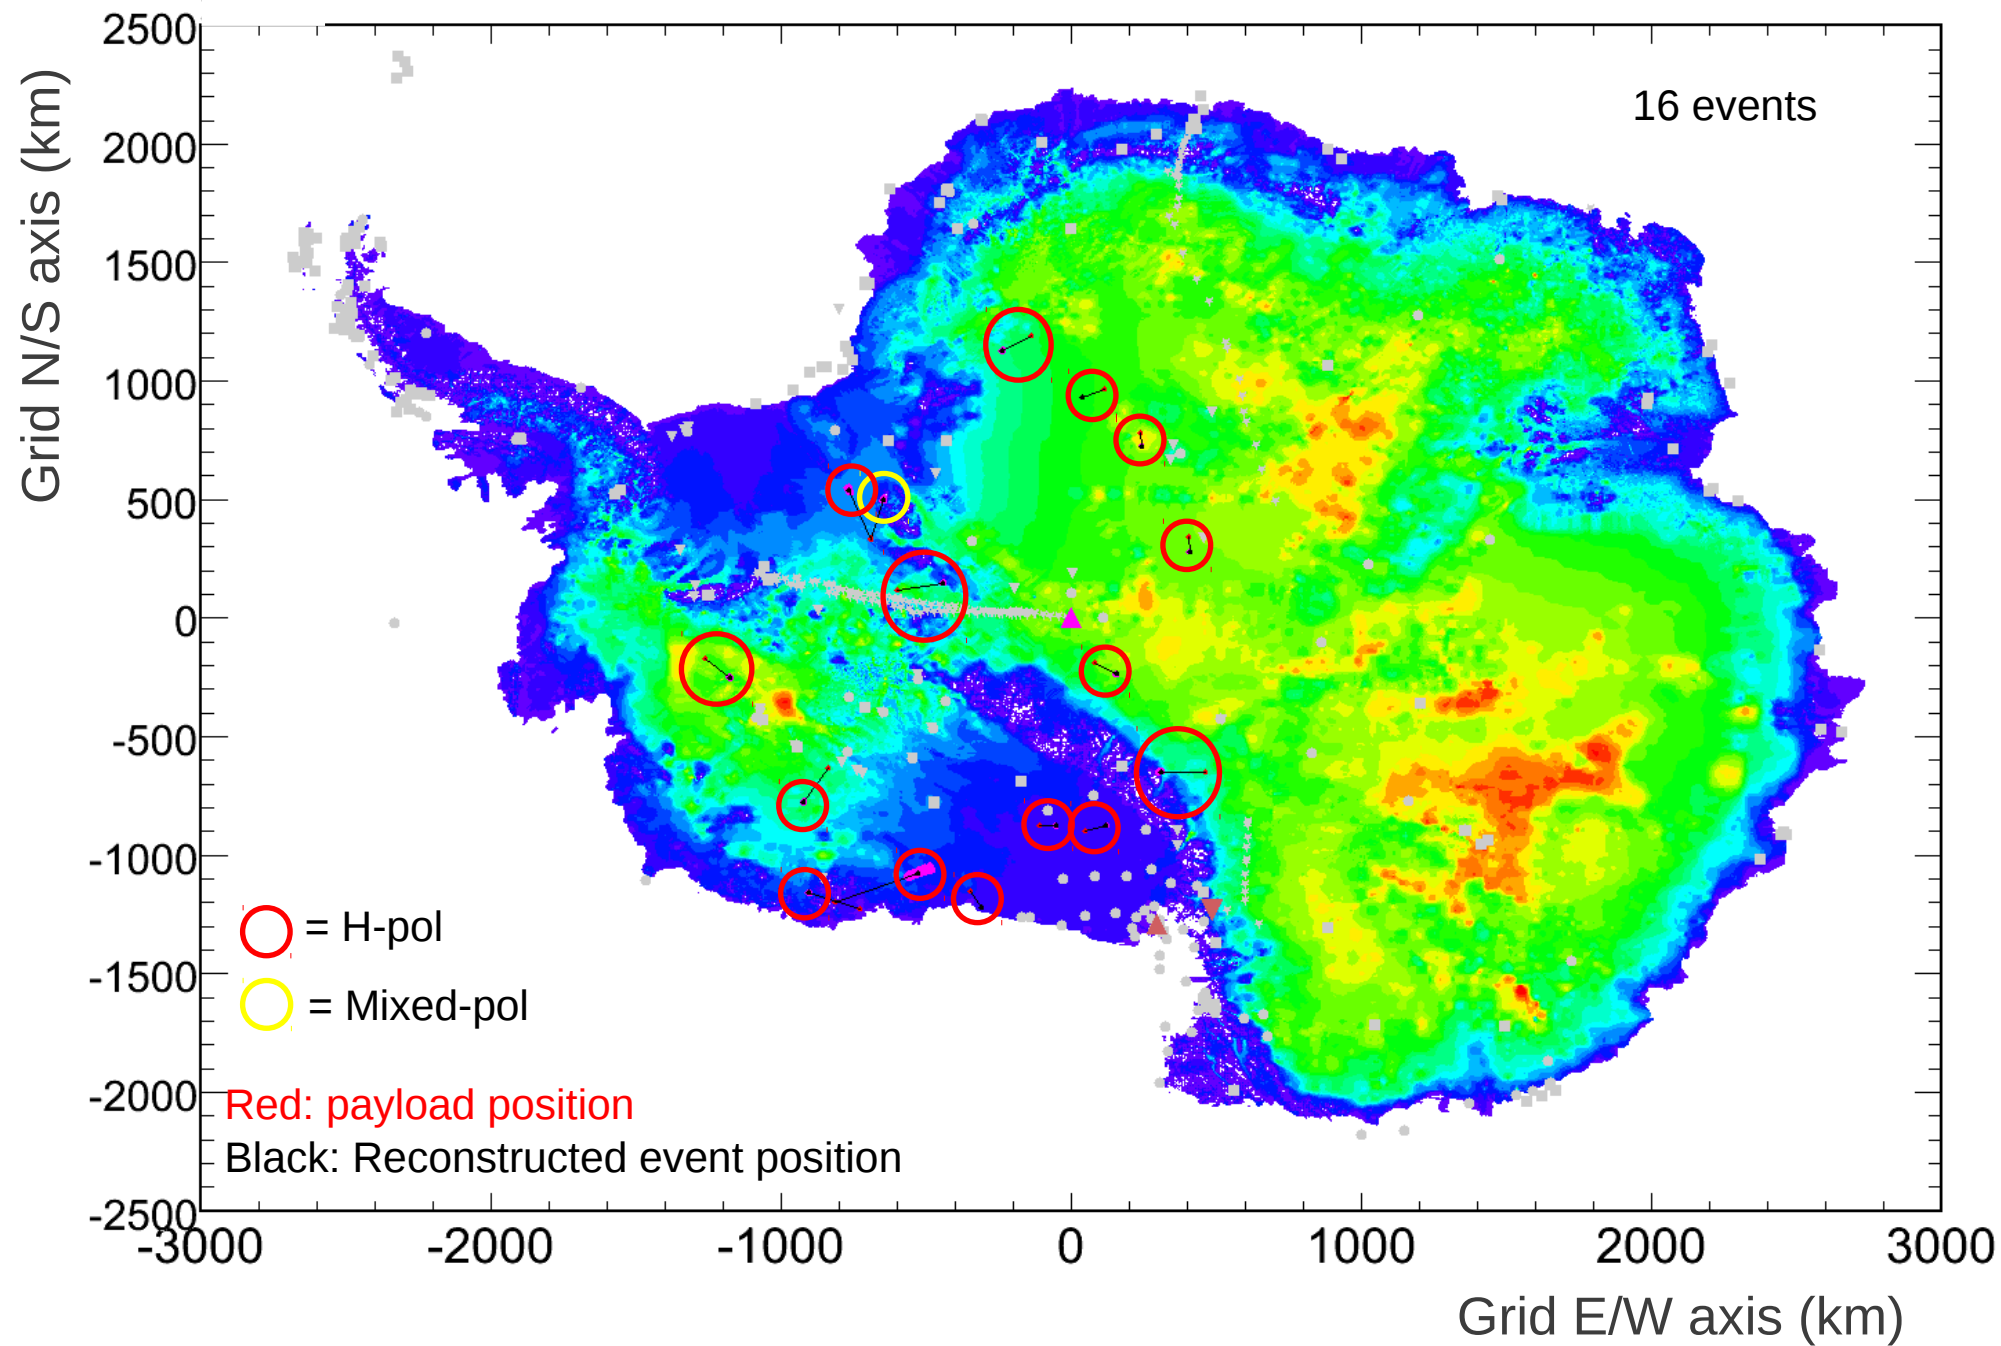 2500
2000
1500
1000
500
0
-500
-1000
-1500
-2000
-2500
Grid N/S axis (km)
16 events
= H-pol
= Mixed-pol
Red: payload position
Black: Reconstructed event position
-3000 -2000 -1000 0 1000 2000 3000
Grid E/W axis (km)